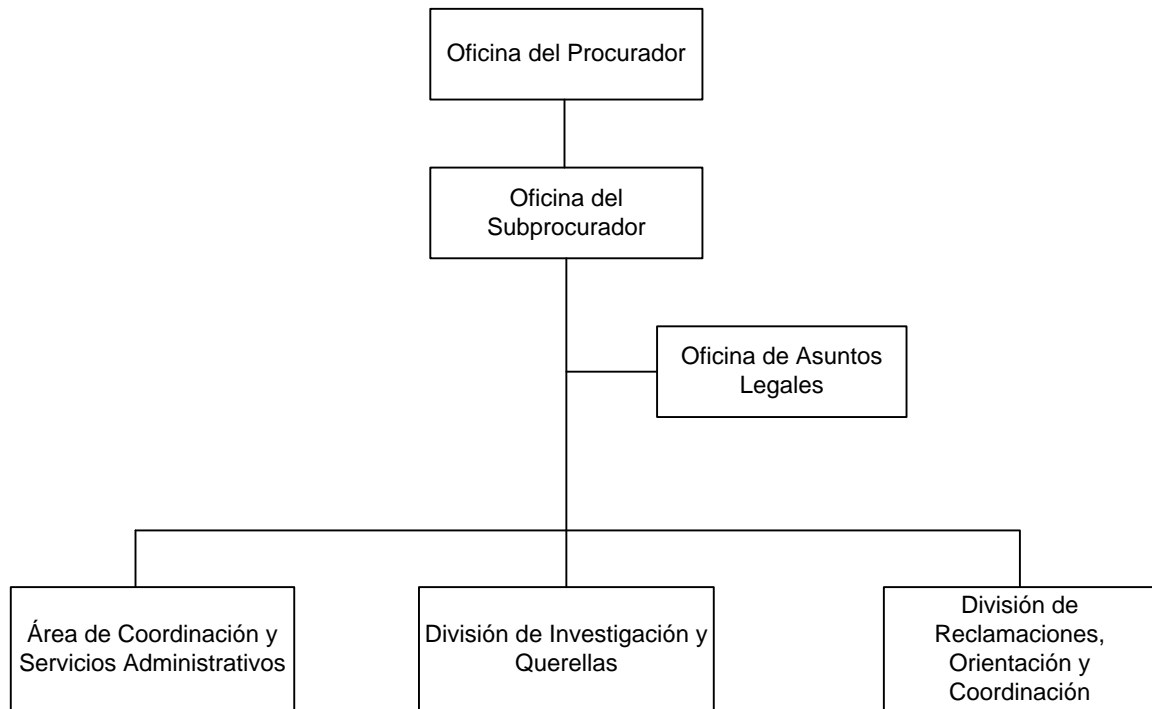 Oficina del Procurador
Oficina del
Subprocurador
Oficina de Asuntos
Legales
Área de Coordinación y
Servicios Administrativos
División de Investigación y
Querellas
División de
Reclamaciones,
Orientación y
Coordinación